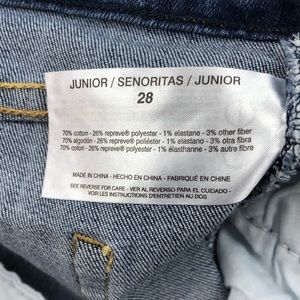 JUNIOR / SENORITAS / JUNIOR
28
70% cotton - 26% repreve® polyester - 1% elastane - 3% other fiber
70% algodón - 26% repreve® poliéster - 1% elastano - 3% otra fibra
70% coton - 26% repreve® polyester - 1% élasthanne - 3% autre fibre
MADE IN CHINA - HECHO EN CHINA - FABRIQUÉ EN CHINE
SEE REVERSE FOR CARE - VER AL REVERSO PARA EL CUIDADO -
VOIR LES INSTRUCTIONS D'ENTRETIEN AU DOS